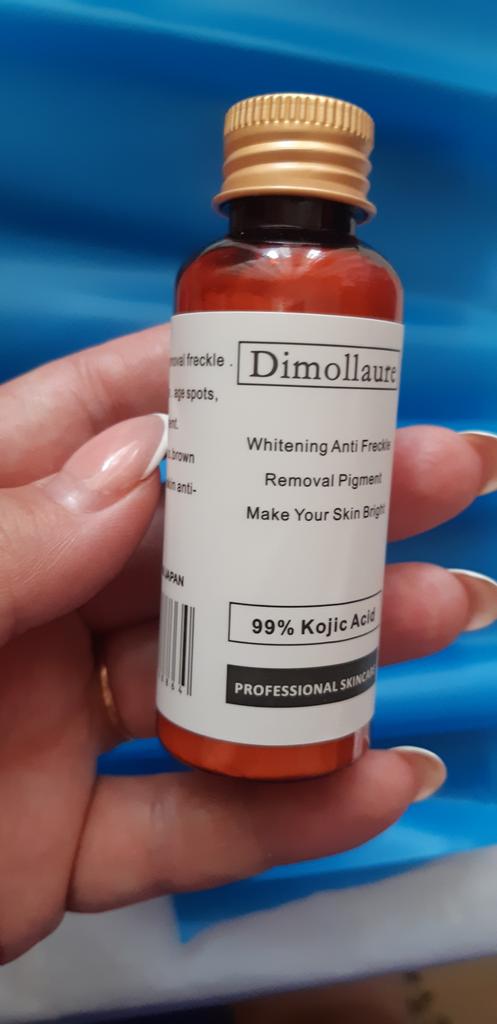 freckle .
age spots,
brown
anti-
JAPAN
Dimollaure
Whitening Anti Freckle
Removal Pigment
Make Your Skin Bright
99% Kojic Acid
PROFESSIONAL SKINCARE